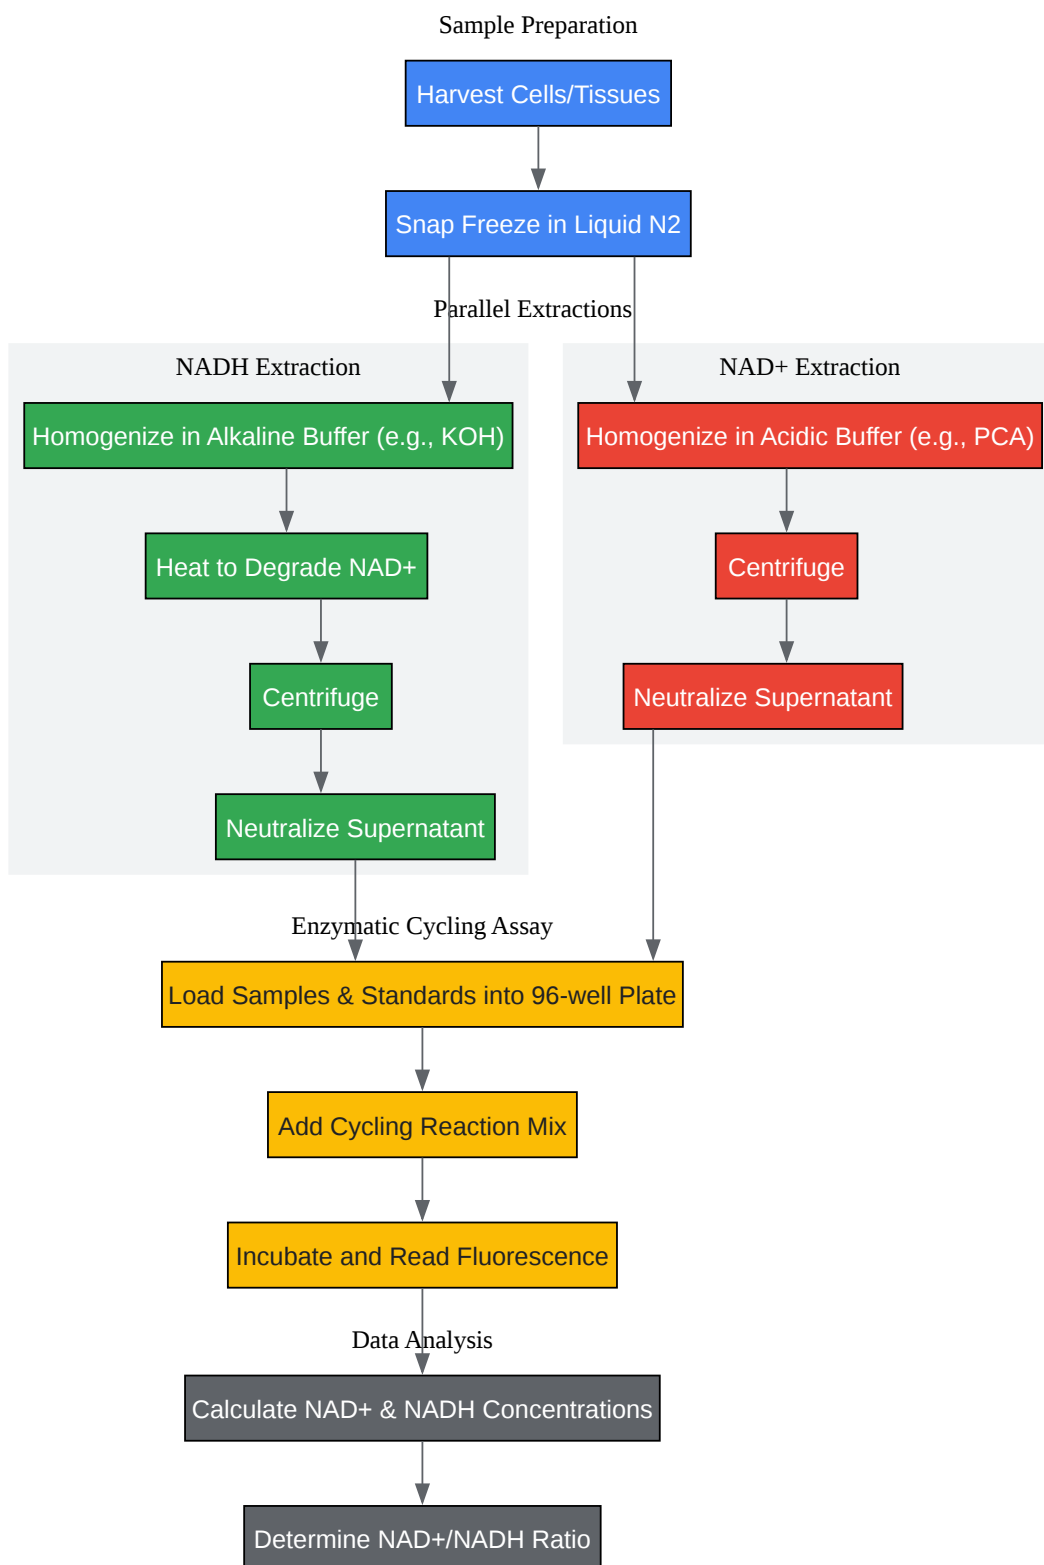 Sample Preparation
Harvest Cells/Tissues
Snap Freeze in Liquid N2
Parallel Extractions
NADH Extraction
Homogenize in Alkaline Buffer (e.g., KOH)
Heat to Degrade NAD+
Centrifuge
Neutralize Supernatant
NAD+ Extraction
Homogenize in Acidic Buffer (e.g., PCA)
Centrifuge
Neutralize Supernatant
Enzymatic Cycling Assay
Load Samples & Standards into 96-well Plate
Add Cycling Reaction Mix
Incubate and Read Fluorescence
Data Analysis
Calculate NAD+ & NADH Concentrations
Determine NAD+/NADH Ratio